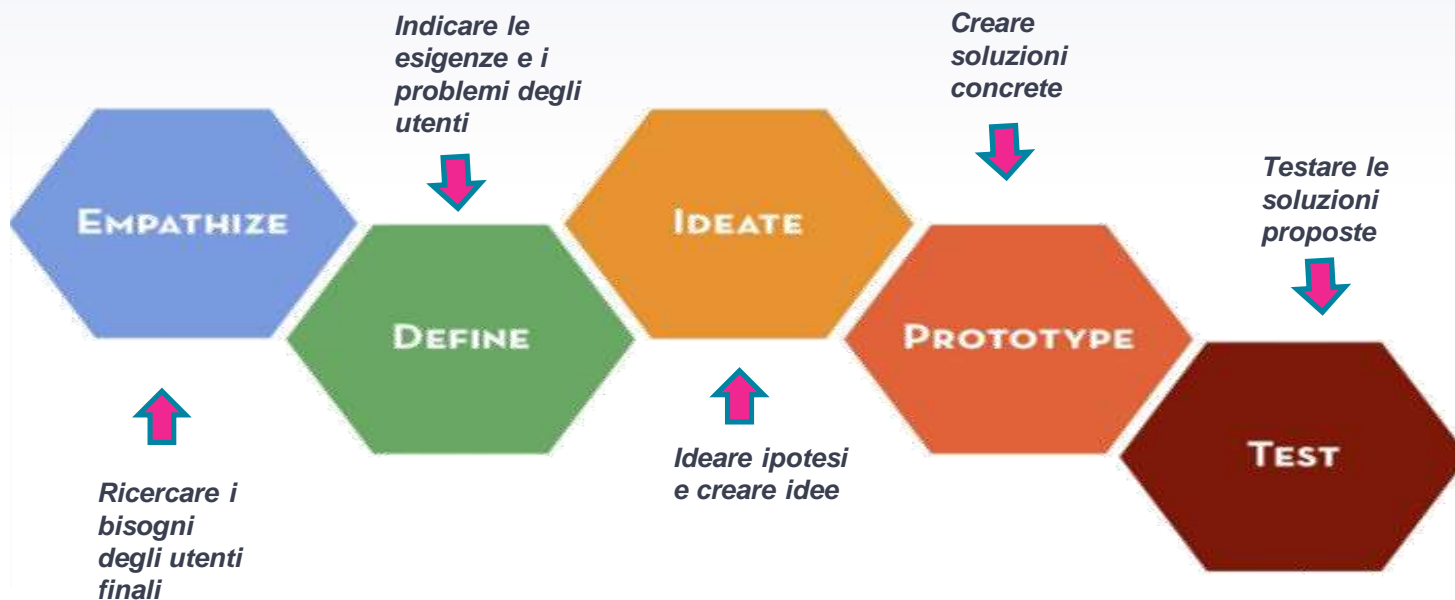 Indicare le
esigenze e i
problemi degli
utenti
Creare
soluzioni
concrete
Testare le
soluzioni
proposte
EMPATHIZE
IDEATE
DEFINE
PROTOTYPE
TEST
Ricercare i
bisogni
degli utenti
finali
Ideare ipotesi
e creare idee